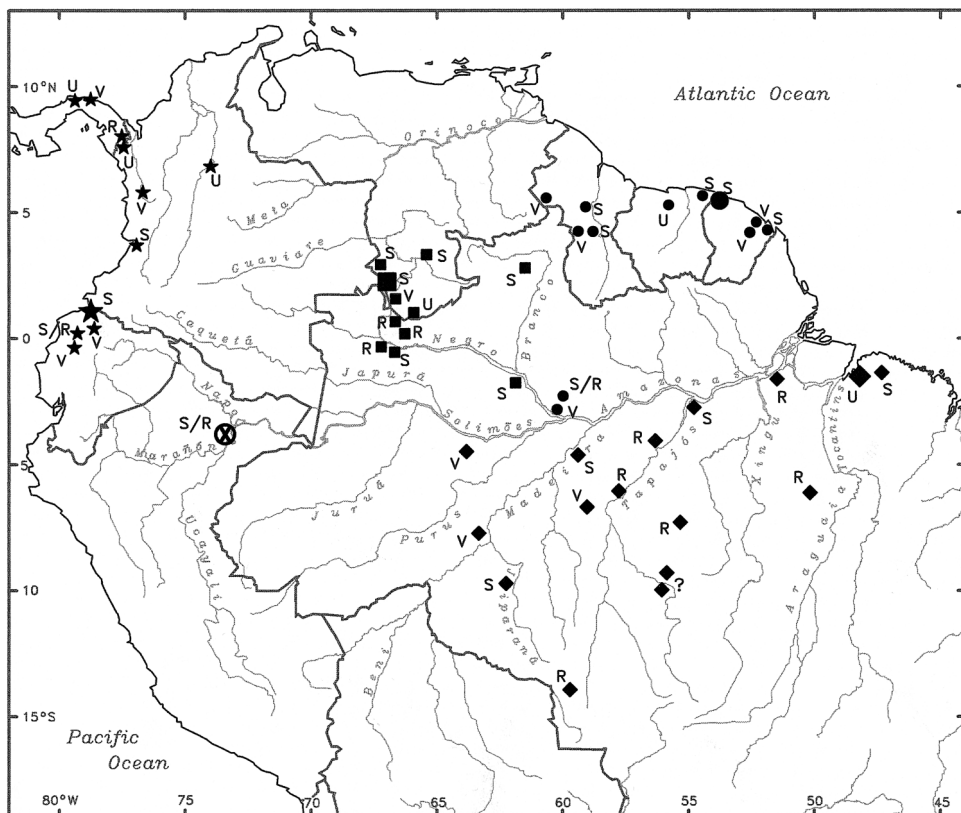 U V
10°N
Atlantic Ocean
R
Orinoco
U
U
S S
V
Meta
V S U V S
5
V S V
S
Guaviare
S S
S
S
V U
Branco
S
S/R R
V
Caquetá
R R
0
R S
Negro
Japurá
S
S/R
V
Amazonas
R
U S
Napo
S/R
Solimões
S
Marañón
V
Madeira
S
R
Tapajós
Xingu
Tocantins
Juruá
Purus
V
R
R
5
Ucayali
V
R
Araguaia
S
?
10
Jiparaná
Beni
R
15°S
Pacific
Ocean
80°W 75 70 65 60 55 50 45